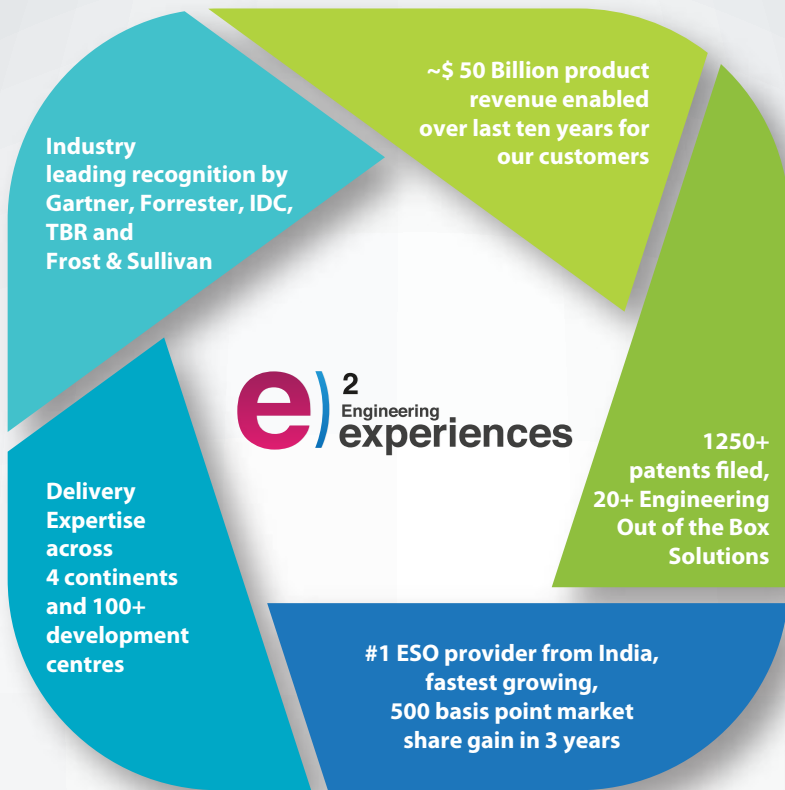 ~$ 50 Billion product
revenue enabled
over last ten years for
our customers
Industry
leading recognition by
Gartner, Forrester, IDC,
TBR and
Frost & Sullivan
e) 2
Engineering
experiences
1250+
patents filed,
20+ Engineering
Out of the Box
Solutions
Delivery
Expertise
across
4 continents
and 100+
development
centres
#1 ESO provider from India,
fastest growing,
500 basis point market
share gain in 3 years